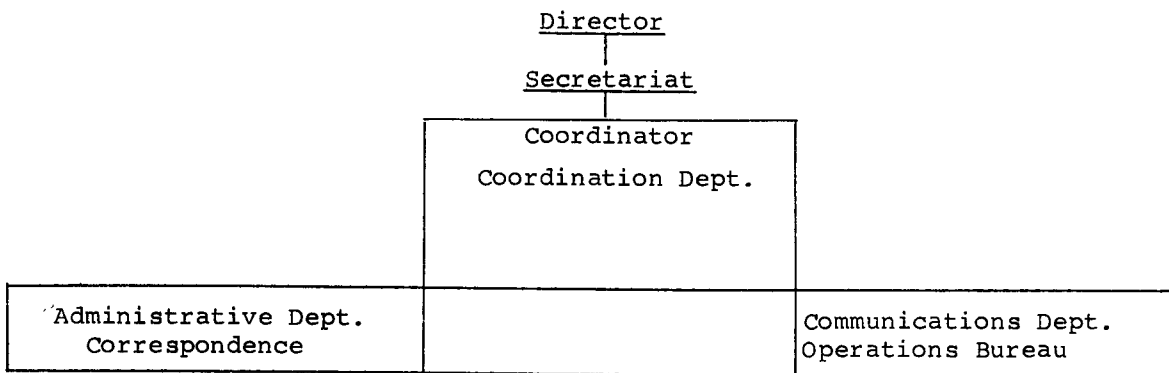 Director
Secretariat
Coordinator
Coordination Dept.
Administrative Dept.
Correspondence
Communications Dept.
Operations Bureau